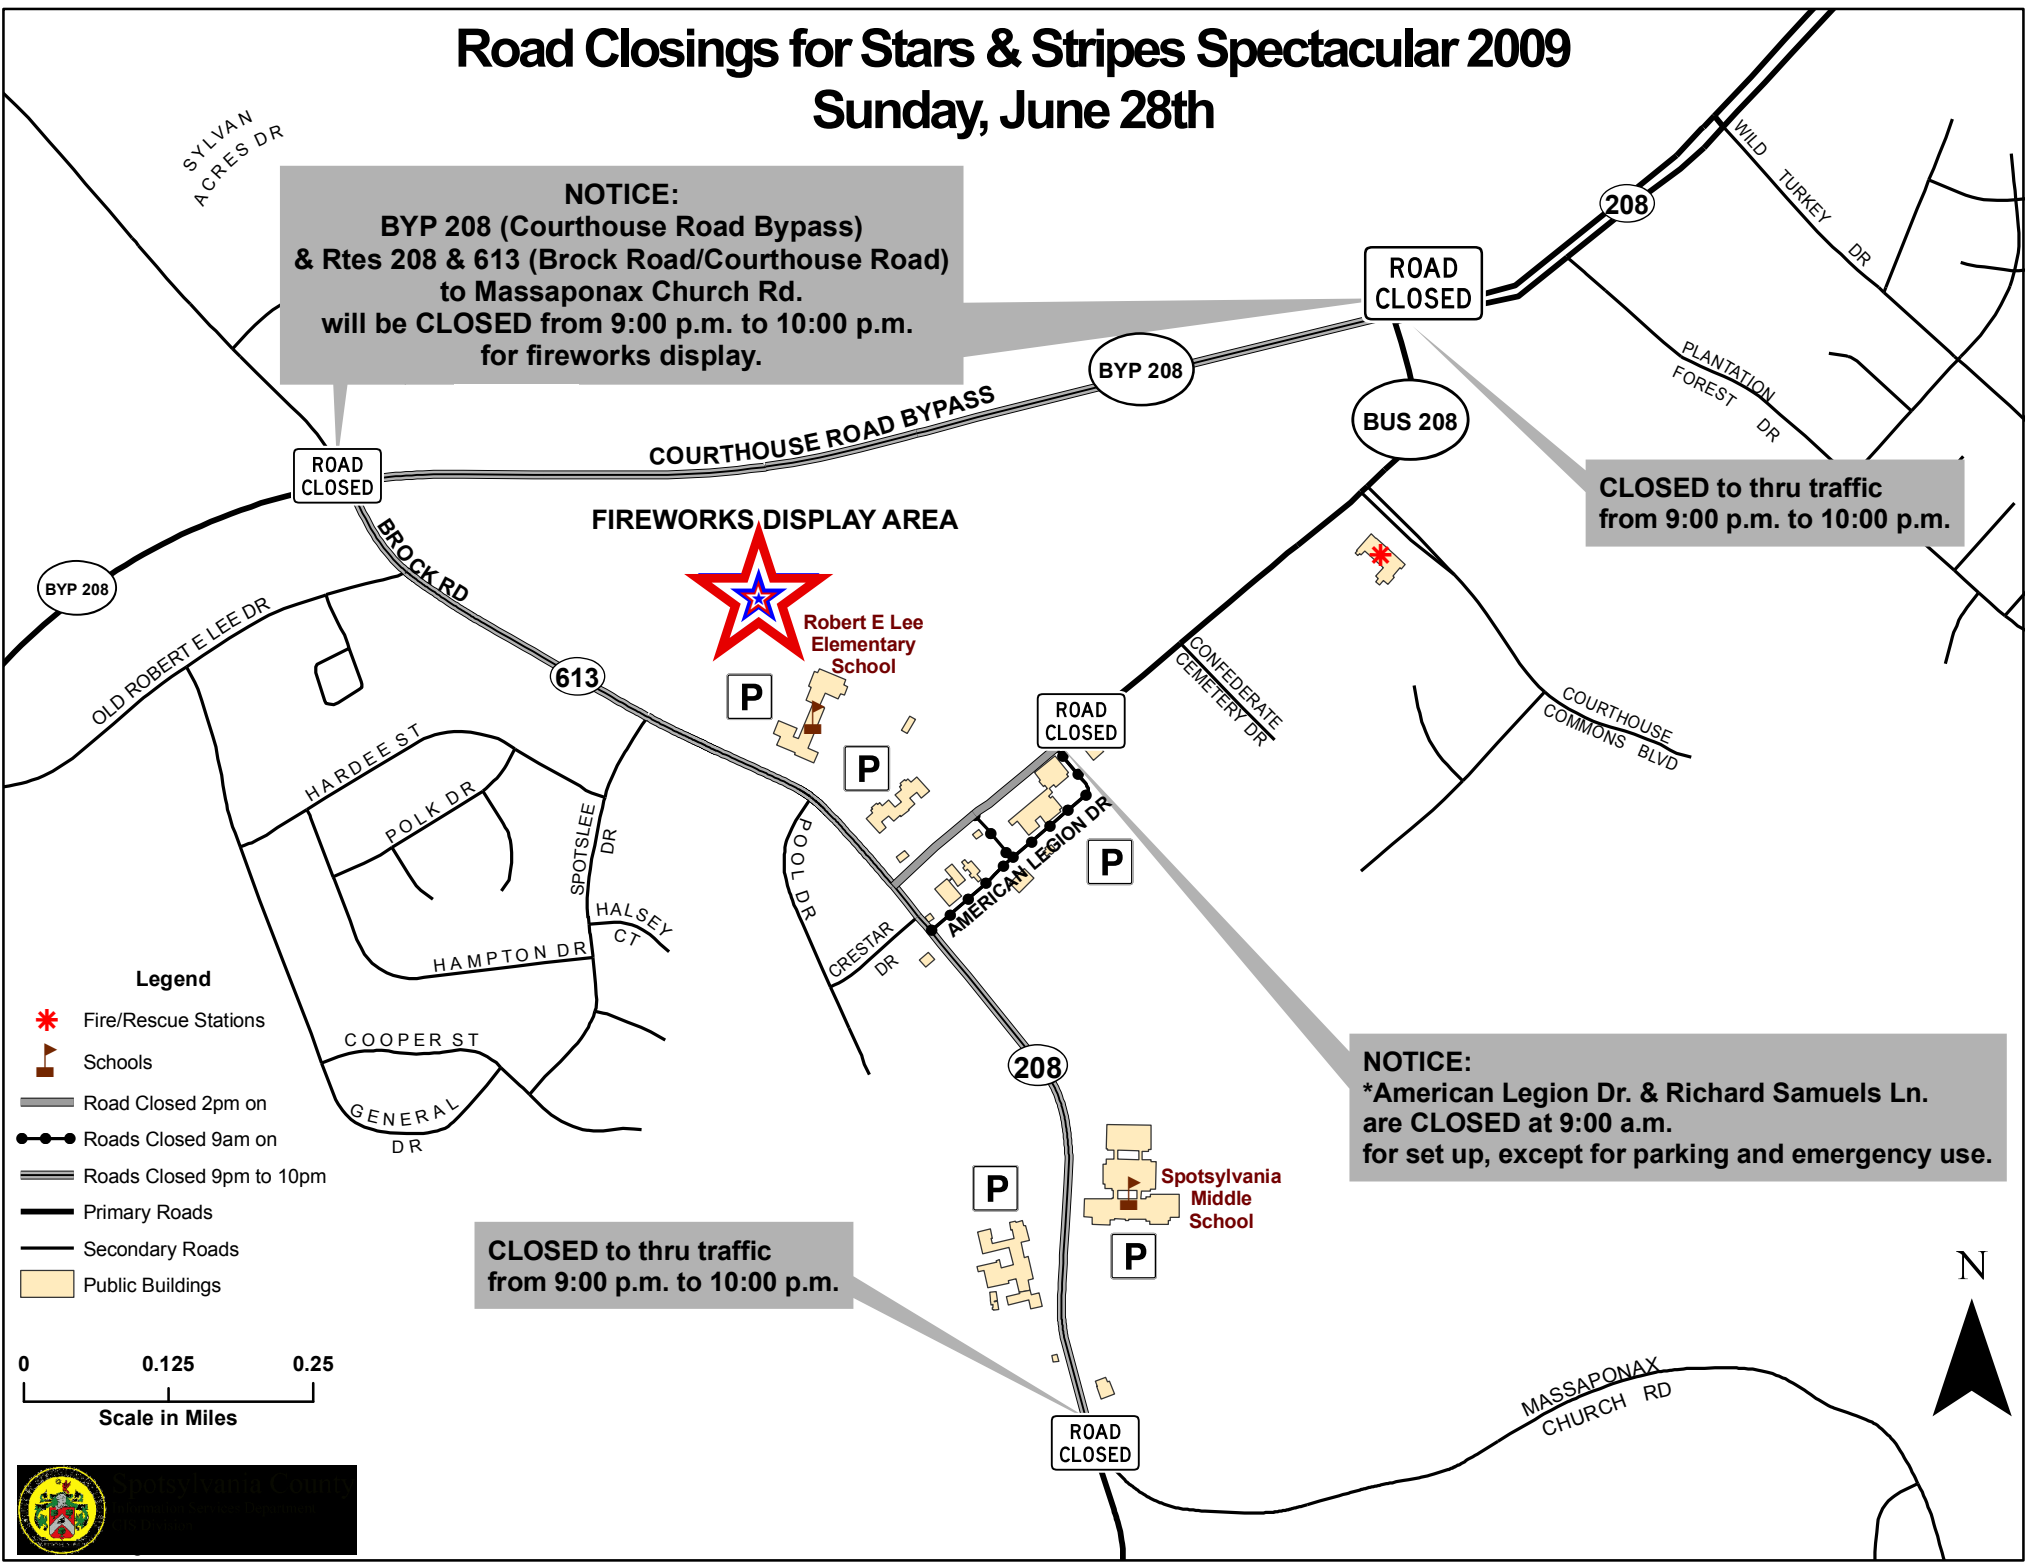 Road Closings for Stars & Stripes Spectacular 2009
Sunday, June 28th
SYLVAN
ACRES DR
NOTICE:
BYP 208 (Courthouse Road Bypass)
& Rtes 208 & 613 (Brock Road/Courthouse Road)
to Massaponax Church Rd.
will be CLOSED from 9:00 p.m. to 10:00 p.m.
for fireworks display.
WILD TURKEY DR
208
ROAD
CLOSED
PLANTATION
FOREST DR
BYP 208
BUS 208
COURTHOUSE ROAD BYPASS
ROAD
CLOSED
CLOSED to thru traffic
from 9:00 p.m. to 10:00 p.m.
FIREWORKS DISPLAY AREA
BROCK RD
BYP 208
OLD ROBERT E LEE DR
Robert E Lee
Elementary
School
613
P
CONFEDERATE
CEMETERY DR
COURTHOUSE
COMMONS BLVD
ROAD
CLOSED
HARDEE ST
P
POLK DR
SPOTSLEE
DR
POOL DR
AMERICAN LEGION DR
P
HALSEY
CT
CRESTAR
DR
HAMPTON DR
COOPER ST
GENERAL
DR
208
NOTICE:
*American Legion Dr. & Richard Samuels Ln.
are CLOSED at 9:00 a.m.
for set up, except for parking and emergency use.
P
Spotsylvania
Middle
School
P
CLOSED to thru traffic
from 9:00 p.m. to 10:00 p.m.
ROAD
CLOSED
MASSAPONAX
CHURCH RD
N
Legend
Fire/Rescue Stations
Schools
Road Closed 2pm on
Roads Closed 9am on
Roads Closed 9pm to 10pm
Primary Roads
Secondary Roads
Public Buildings
0 0.125 0.25
Scale in Miles
Spotsylvania County